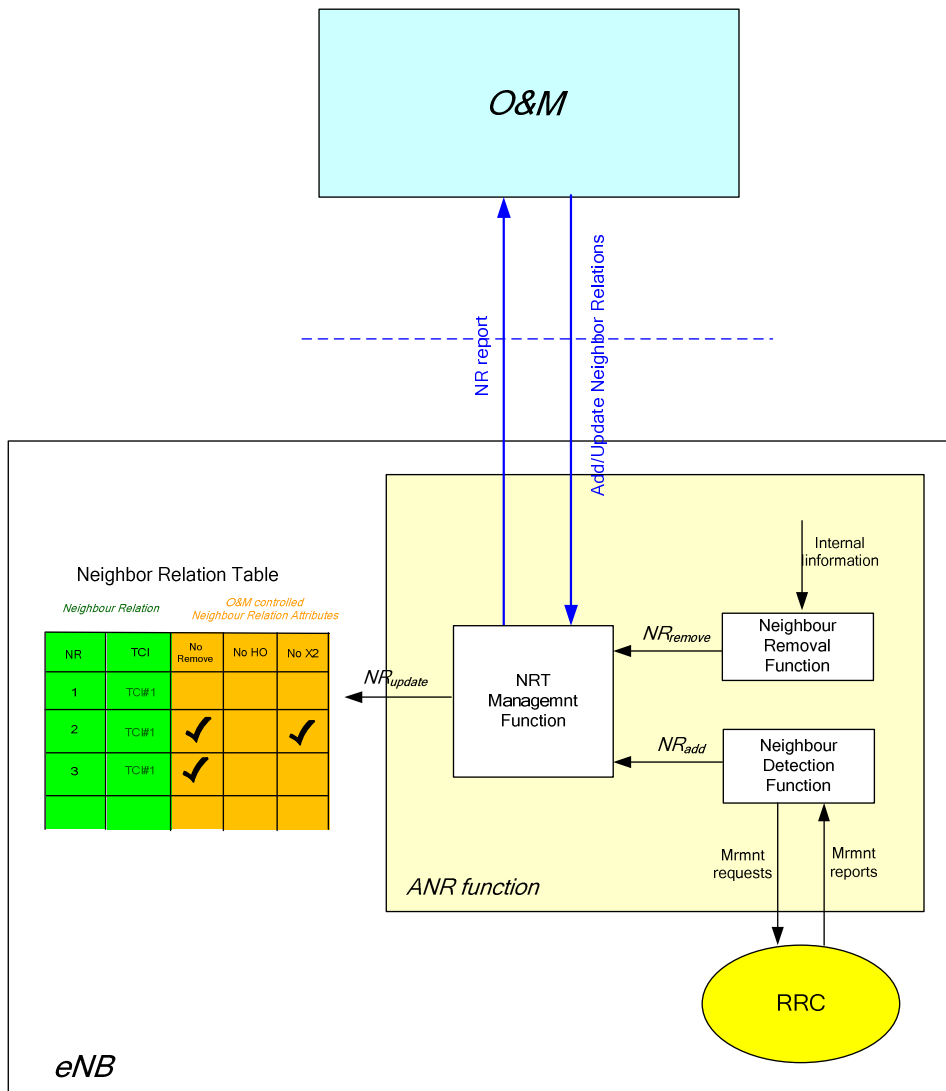 O&M
NR report
Add/Update Neighbor Relations
Internal
Iinformation
Neighbor Relation Table
Neighbour Relation
O&M controlled
Neighbour Relation Attributes
NR
TCI
No
Remove
No HO
No X2
1
TCI#1
2
TCI#1
3
TCI#1
NRupdate
NRT
Managemnt
Function
NRremove
Neighbour
Removal
Function
NRadd
Neighbour
Detection
Function
Mrmnt
requests
Mrmnt
reports
ANR function
RRC
eNB